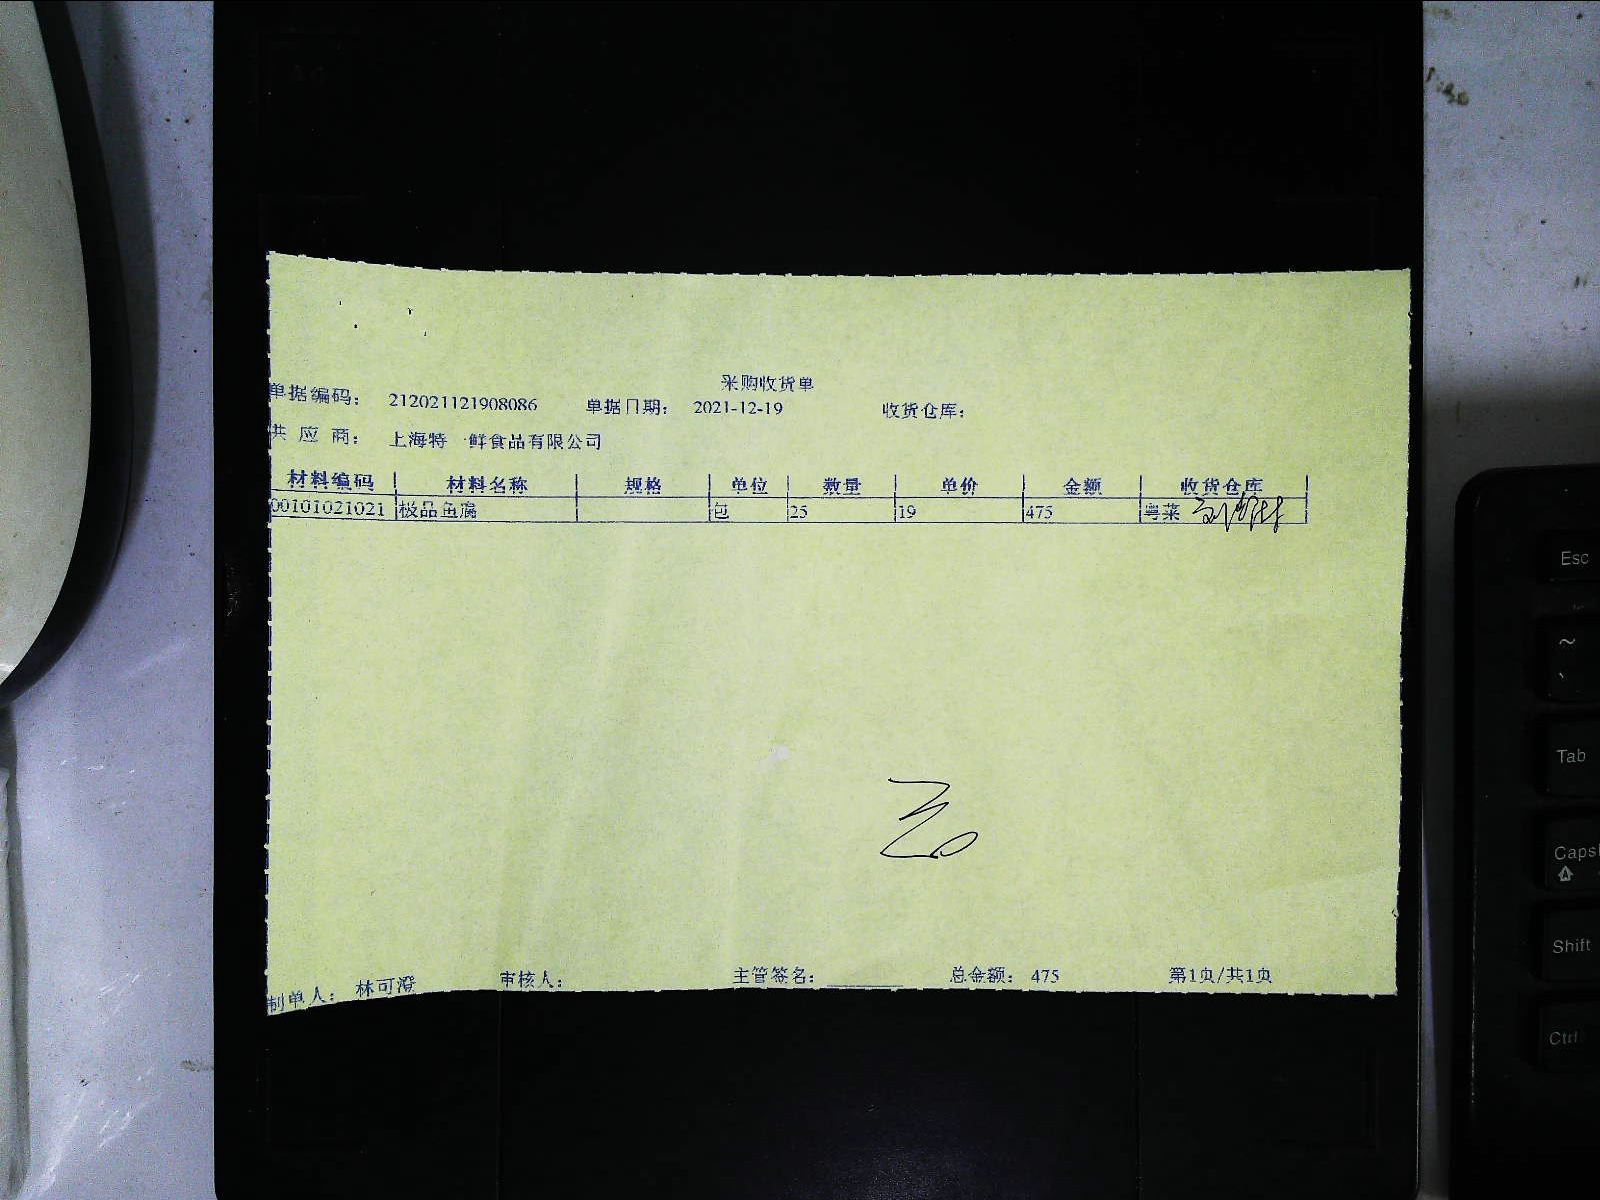 采购收货单
单据编码： 212021121908086 单据日期： 2021-12-19 收货仓库：
供应商： 上海特一鲜食品有限公司
材料编码 材料名称 规格 单位 数量 单价 金额 收货仓库
00101021021 极品鱼腐 包 25 19 475 粤菜
制单人： 林可澄 审核人： 主管签名： 总金额： 475 第1页/共1页
Esc
~
Tab
Caps
Shift
Ctrl